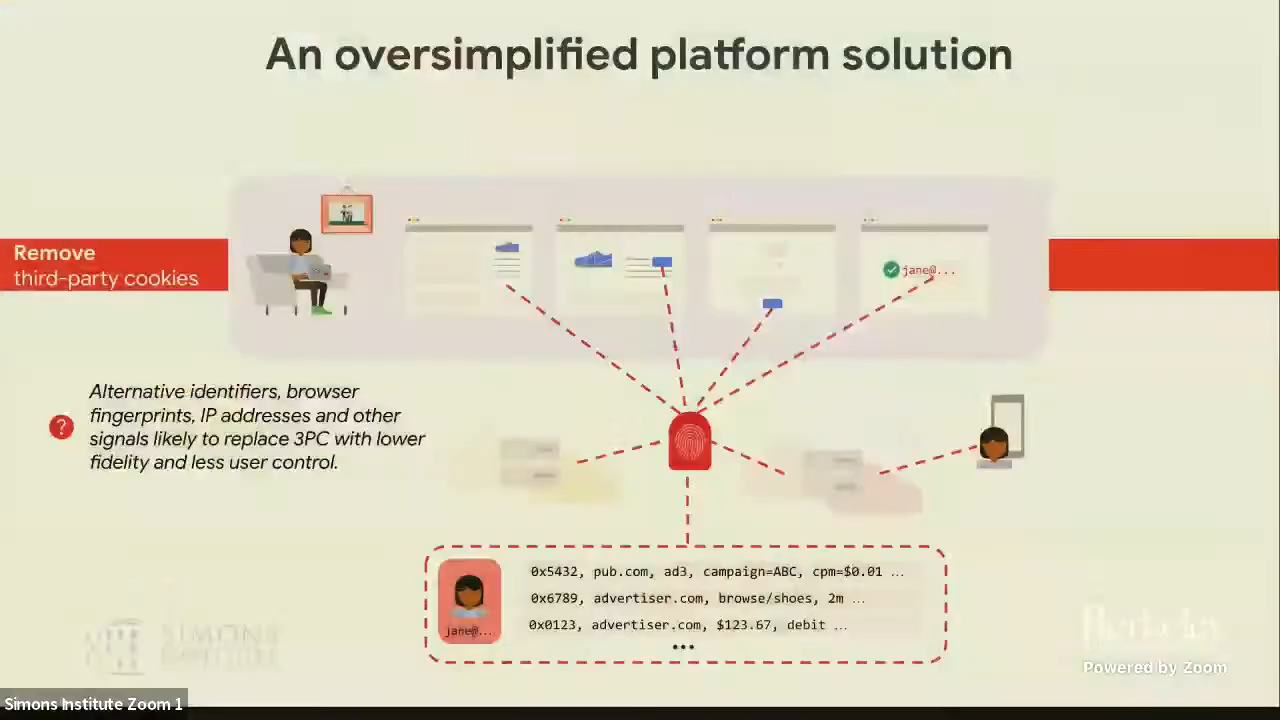 An oversimplified platform solution
Remove
third-party cookies
jane@...
Alternative identifiers, browser
fingerprints, IP addresses and other
signals likely to replace 3PC with lower
fidelity and less user control.
?
0x5432, pub.com, ad3, campaign=ABC, cpm=$0.01 ...
0x6789, advertiser.com, browse/shoes, 2m ...
0x0123, advertiser.com, $123.67, debit ...
...
jane@...
SIMONS
INSTITUTE
Berkeley
Powered by Zoom
Simons Institute Zoom 1